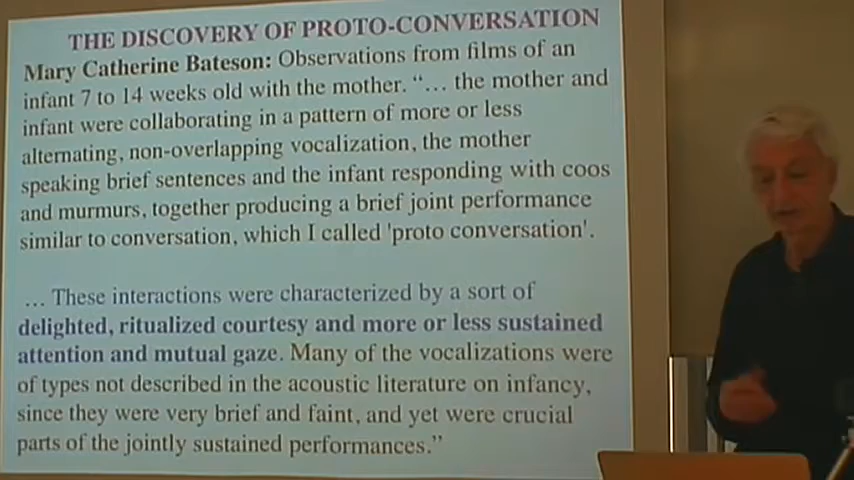 THE DISCOVERY OF PROTO-CONVERSATION
Mary Catherine Bateson: Observations from films of an
infant 7 to 14 weeks old with the mother. “… the mother and
infant were collaborating in a pattern of more or less
alternating, non-overlapping vocalization, the mother
speaking brief sentences and the infant responding with coos
and murmurs, together producing a brief joint performance
similar to conversation, which I called 'proto conversation'.
… These interactions were characterized by a sort of
delighted, ritualized courtesy and more or less sustained
attention and mutual gaze. Many of the vocalizations were
of types not described in the acoustic literature on infancy,
since they were very brief and faint, and yet were crucial
parts of the jointly sustained performances.”